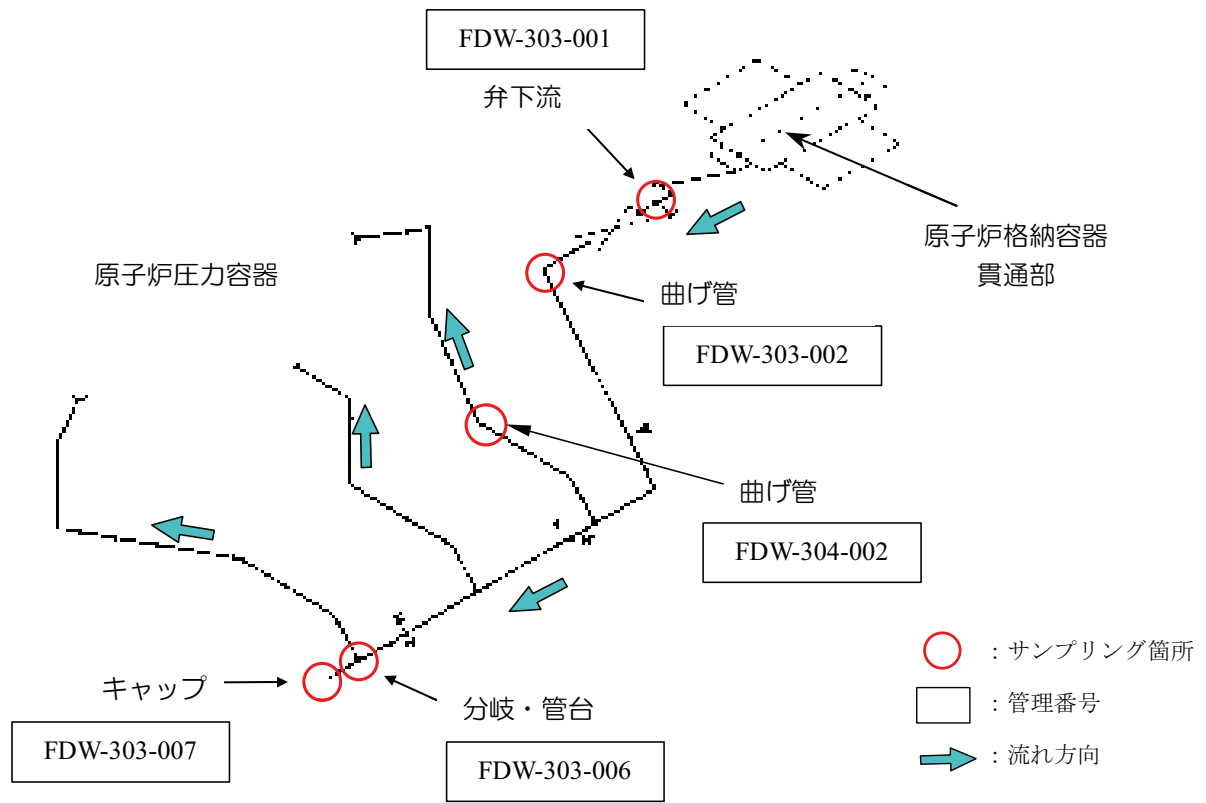 FDW-303-001
弁下流
原子炉格納容器
貫通部
原子炉圧力容器
曲げ管
FDW-303-002
曲げ管
FDW-304-002
キャップ
FDW-303-007
分岐・管台
FDW-303-006
：サンプリング箇所
：管理番号
：流れ方向